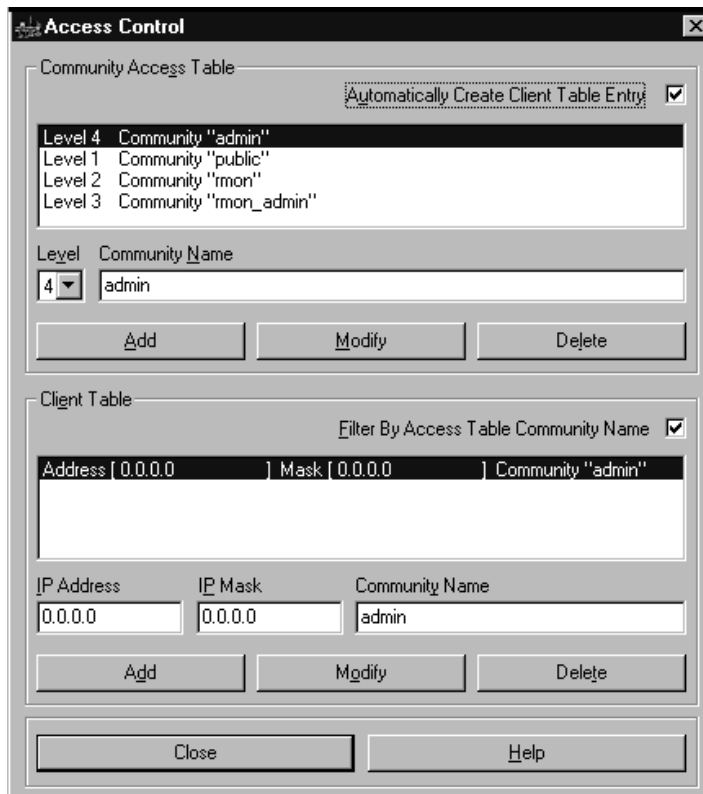 Access Control
Community Access Table
Automatically Create Client Table Entry
Level 4 Community "admin"
Level 1 Community "public"
Level 2 Community "rmon"
Level 3 Community "rmon_admin"
Level Community Name
4 admin
Add Modify Delete
Client Table
Filter By Access Table Community Name
Address [ 0.0.0.0 ] Mask [ 0.0.0.0 ] Community "admin"
IP Address IP Mask Community Name
0.0.0.0 0.0.0.0 admin
Add Modify Delete
Close Help